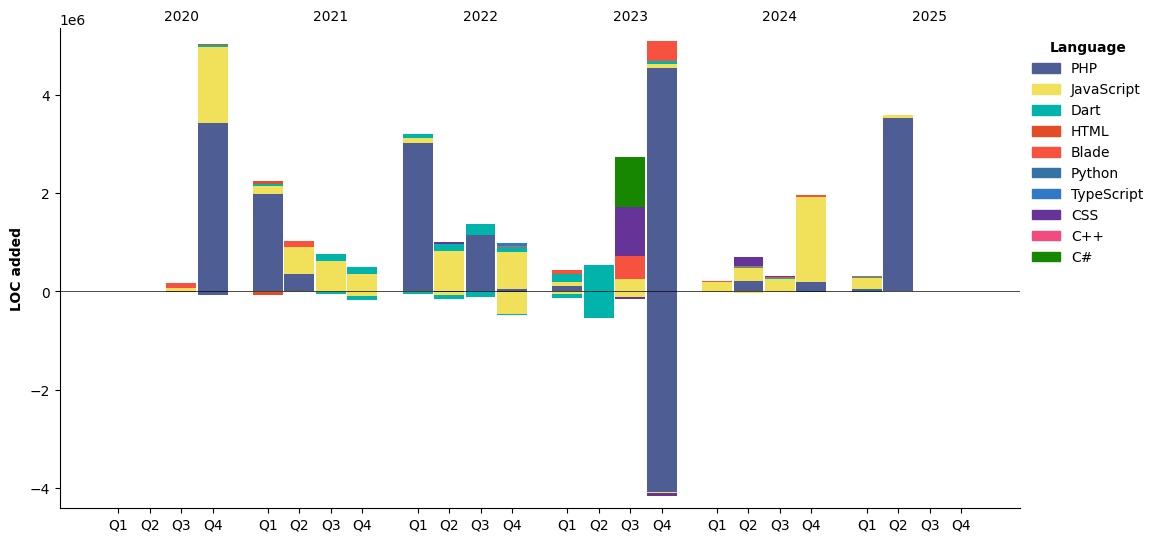 1e6
2020 2021 2022 2023 2024 2025
4
2
0
−2
−4
LOC added
Q1 Q2 Q3 Q4 Q1 Q2 Q3 Q4 Q1 Q2 Q3 Q4 Q1 Q2 Q3 Q4 Q1 Q2 Q3 Q4 Q1 Q2 Q3 Q4
Language
PHP
JavaScript
Dart
HTML
Blade
Python
TypeScript
CSS
C++
C#